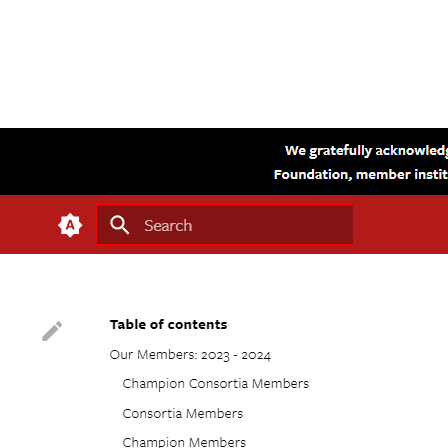 We gratefully acknowledg
Foundation, member instit
A
Search
Table of contents
Our Members: 2023 - 2024
Champion Consortia Members
Consortia Members
Champion Members